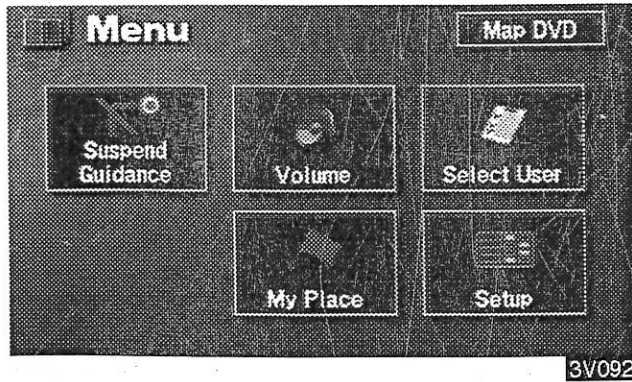 Menu
Map DVD
Suspend
Guidance
Volume
Select User
My Place
Setup
3V092